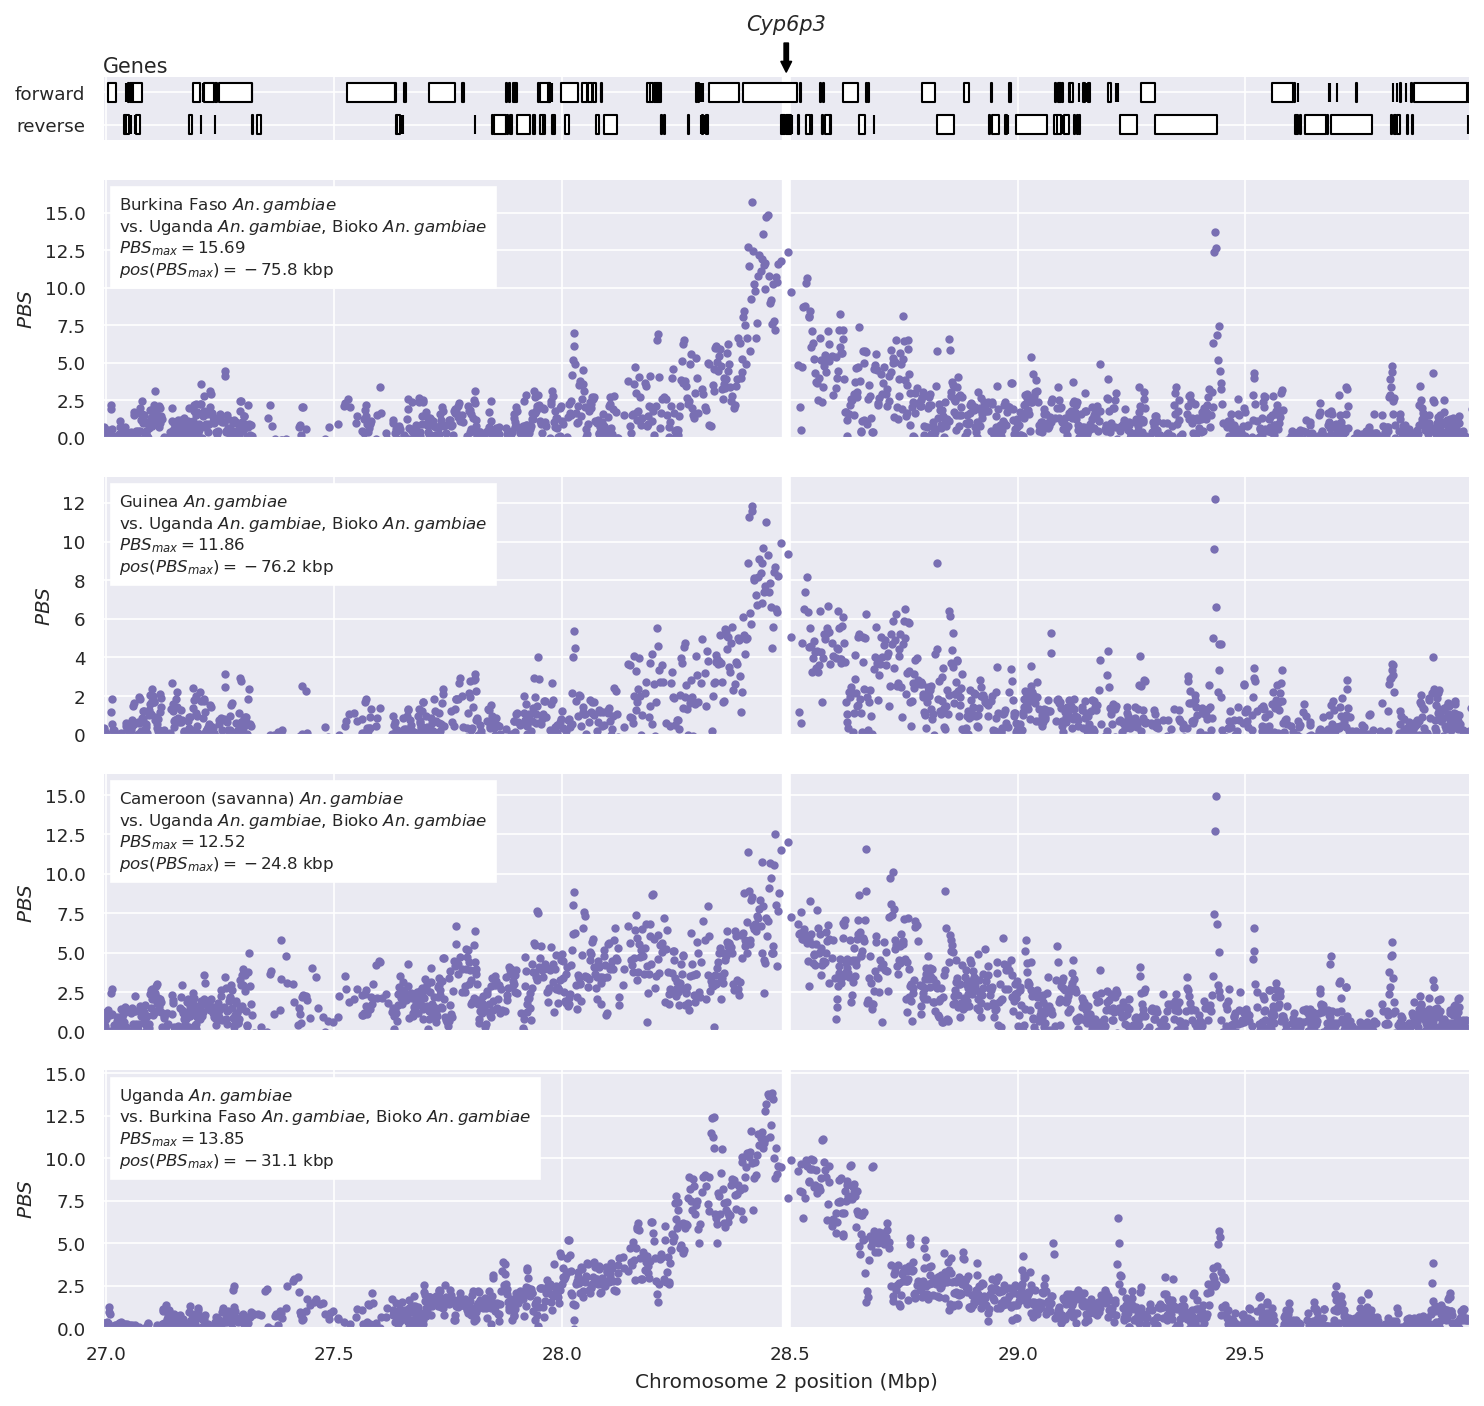 Cyp6p3
Genes
forward
reverse
15.0
12.5
10.0
7.5
5.0
2.5
0.0
PBS
Burkina Faso An. gambiae
vs. Uganda An. gambiae, Bioko An. gambiae
PBSmax = 15.69
pos(PBSmax) = −75.8 kbp
12
10
8
6
4
2
0
PBS
Guinea An. gambiae
vs. Uganda An. gambiae, Bioko An. gambiae
PBSmax = 11.86
pos(PBSmax) = −76.2 kbp
15.0
12.5
10.0
7.5
5.0
2.5
0.0
PBS
Cameroon (savanna) An. gambiae
vs. Uganda An. gambiae, Bioko An. gambiae
PBSmax = 12.52
pos(PBSmax) = −24.8 kbp
15.0
12.5
10.0
7.5
5.0
2.5
0.0
PBS
Uganda An. gambiae
vs. Burkina Faso An. gambiae, Bioko An. gambiae
PBSmax = 13.85
pos(PBSmax) = −31.1 kbp
27.0 27.5 28.0 28.5 29.0 29.5
Chromosome 2 position (Mbp)